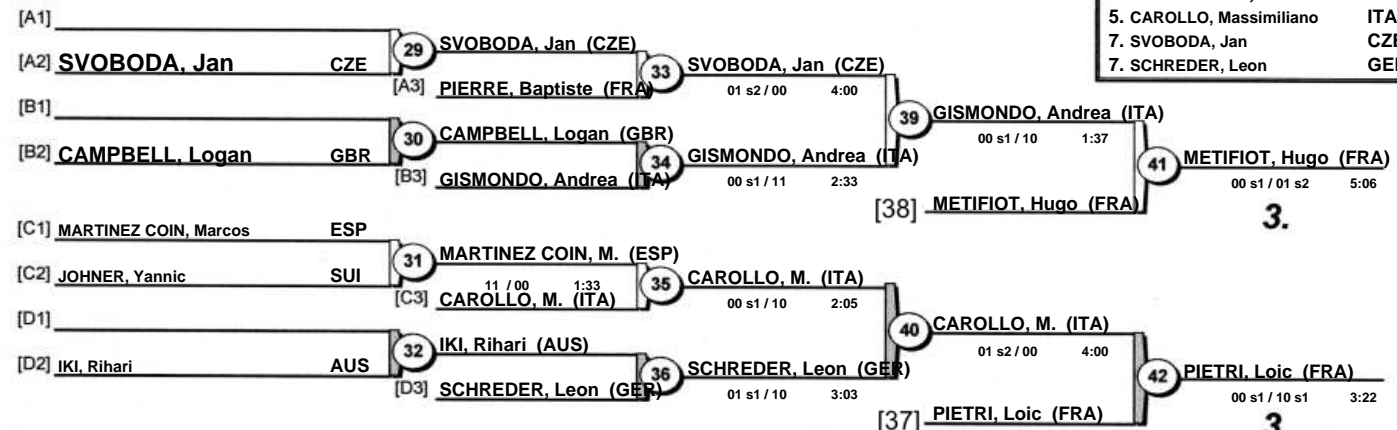 5. CAROLLO, Massimiliano ITA
7. SVOBODA, Jan CZE
7. SCHREDER, Leon GER
[A1]
[A2] SVOBODA, Jan CZE
29 SVOBODA, Jan (CZE)
[A3] PIERRE, Baptiste (FRA)
33 SVOBODA, Jan (CZE)
01 s2 / 00 4:00
[B1]
[B2] CAMPBELL, Logan GBR
30 CAMPBELL, Logan (GBR)
[B3] GISMONDO, Andrea (ITA)
34 GISMONDO, Andrea (ITA)
00 s1 / 11 2:33
39 GISMONDO, Andrea (ITA)
00 s1 / 10 1:37
[38] METIFIOT, Hugo (FRA)
41 METIFIOT, Hugo (FRA)
00 s1 / 01 s2 5:06
3.
[C1] MARTINEZ COIN, Marcos ESP
[C2] JOHNER, Yannic SUI
31 MARTINEZ COIN, M. (ESP)
11 / 00 1:33
[C3] CAROLLO, M. (ITA)
35 CAROLLO, M. (ITA)
00 s1 / 10 2:05
[D1]
[D2] IKI, Rihari AUS
32 IKI, Rihari (AUS)
[D3] SCHREDER, Leon (GER)
36 SCHREDER, Leon (GER)
01 s1 / 10 3:03
40 CAROLLO, M. (ITA)
01 s2 / 00 4:00
[37] PIETRI, Loic (FRA)
42 PIETRI, Loic (FRA)
00 s1 / 10 s1 3:22
3.